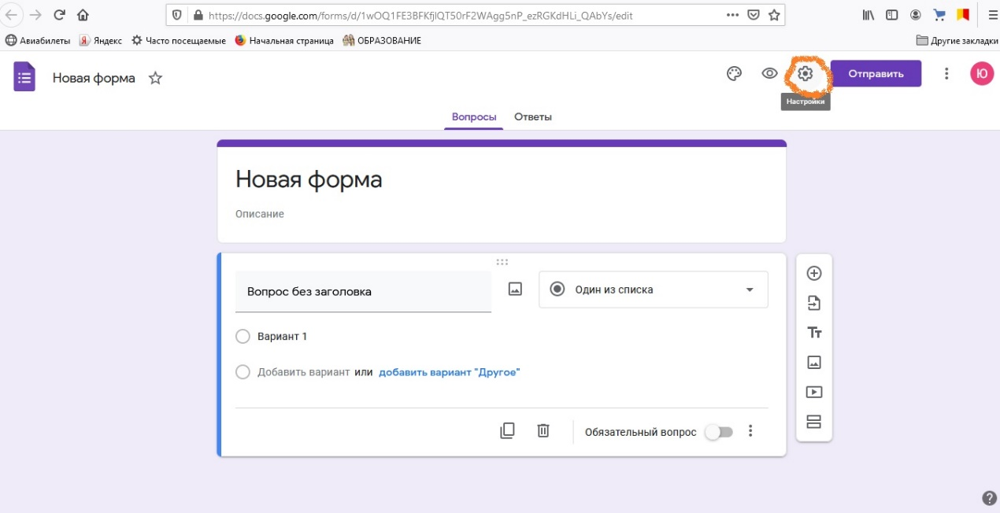 https://docs.google.com/forms/d/1wOQ1FE3BFKfjlQT50rF2WAgg5nP_ezRGKdHLi_QAbYs/edit
Авиабилеты Яндекс Часто посещаемые Начальная страница ОБРАЗОВАНИЕ Другие закладки
Новая форма Отправить Ю
Настройки
Вопросы Ответы
Новая форма
Описание
Вопрос без заголовка Один из списка
Вариант 1
Добавить вариант или добавить вариант "Другое"
Обязательный вопрос